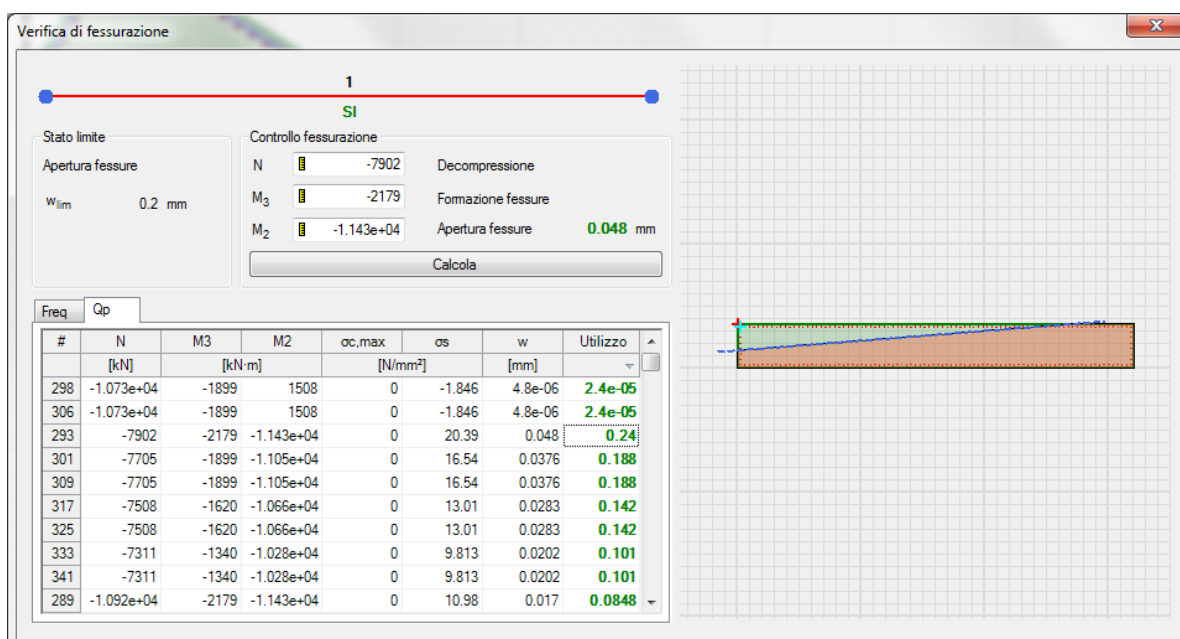 Verifica di fessurazione
1
SI
Stato limite
Apertura fessure
wlim 0.2 mm
Controllo fessurazione
N -7902 Decompressione
M3 -2179 Formazione fessure
M2 -1.143e+04 Apertura fessure 0.048 mm
Calcola
Freq Qp
# N M3 M2 σc,max σs w Utilizzo
[kN] [kN·m] [N/mm²] [mm]
298 -1.073e+04 -1899 1508 0 -1.846 4.8e-06 2.4e-05
306 -1.073e+04 -1899 1508 0 -1.846 4.8e-06 2.4e-05
293 -7902 -2179 -1.143e+04 0 20.39 0.048 0.24
301 -7705 -1899 -1.105e+04 0 16.54 0.0376 0.188
309 -7705 -1899 -1.105e+04 0 16.54 0.0376 0.188
317 -7508 -1620 -1.066e+04 0 13.01 0.0283 0.142
325 -7508 -1620 -1.066e+04 0 13.01 0.0283 0.142
333 -7311 -1340 -1.028e+04 0 9.813 0.0202 0.101
341 -7311 -1340 -1.028e+04 0 9.813 0.0202 0.101
289 -1.092e+04 -2179 -1.143e+04 0 10.98 0.017 0.0848